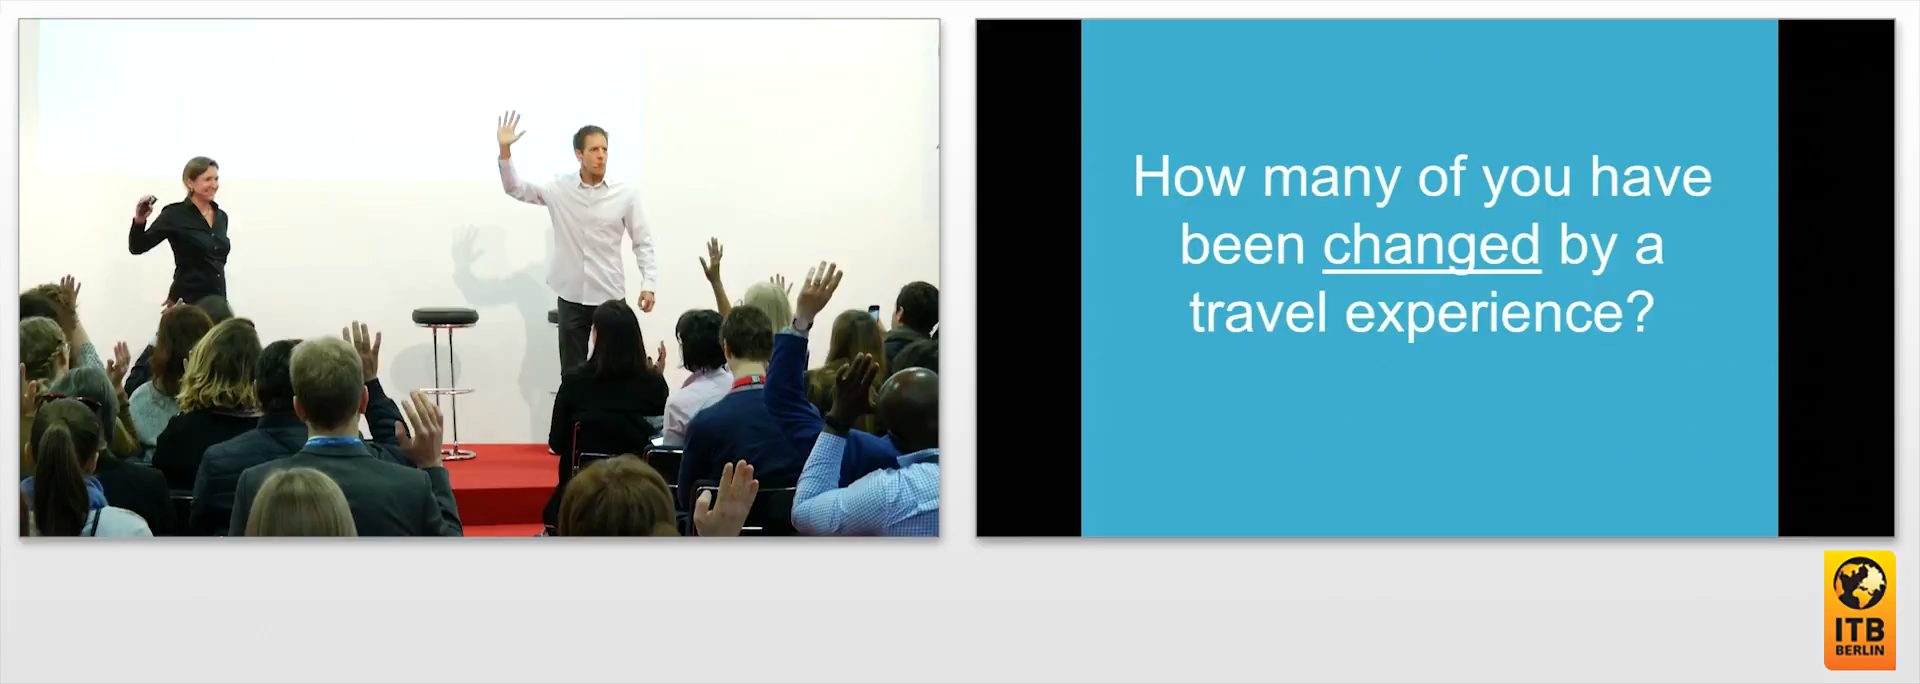 How many of you have
been changed by a
travel experience?
ITB
BERLIN